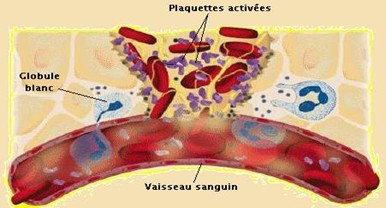 Plaquettes activées
Globule
blanc
Vaisseau sanguin